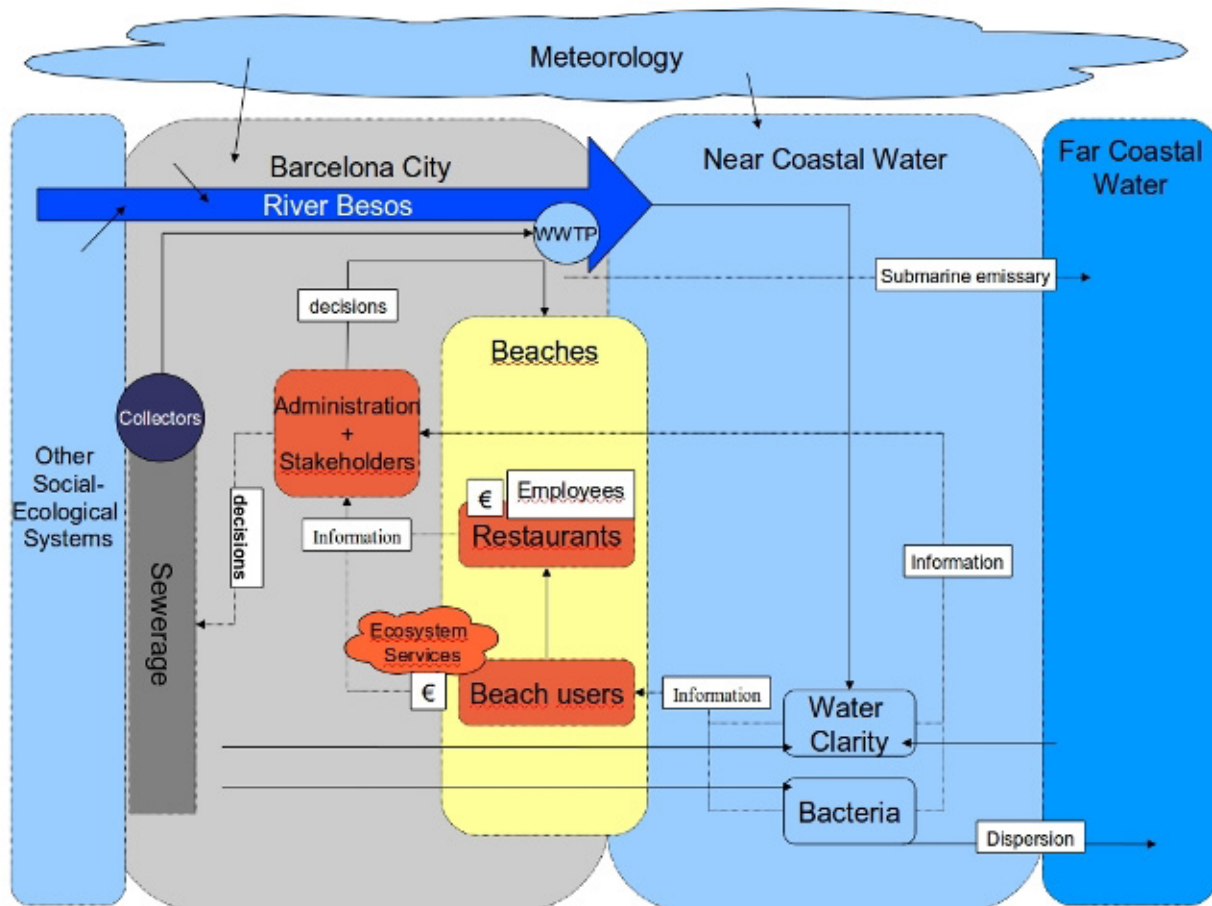 Meteorology
Barcelona City
Near Coastal Water
Far Coastal
Water
River Besos
WWTP
Submarine emissary
decisions
Beaches
Collectors
Administration
+
Stakeholders
Other
Social-
Ecological
Systems
decisions
€
Employees
Restaurants
Information
Information
Sewerage
Ecosystem
Services
€
Beach users
Information
Water
Clarity
Bacteria
Dispersion